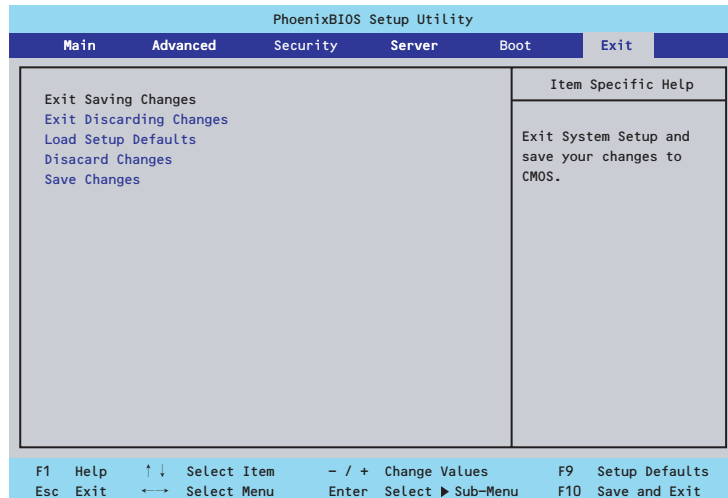 PhoenixBIOS Setup Utility
Main Advanced Security Server Boot Exit
Exit Saving Changes
Exit Discarding Changes
Load Setup Defaults
Disacard Changes
Save Changes
Item Specific Help
Exit System Setup and
save your changes to
CMOS.
F1 Help ↑↓ Select Item - / + Change Values F9 Setup Defaults
Esc Exit ←→ Select Menu Enter Select ▶ Sub-Menu F10 Save and Exit